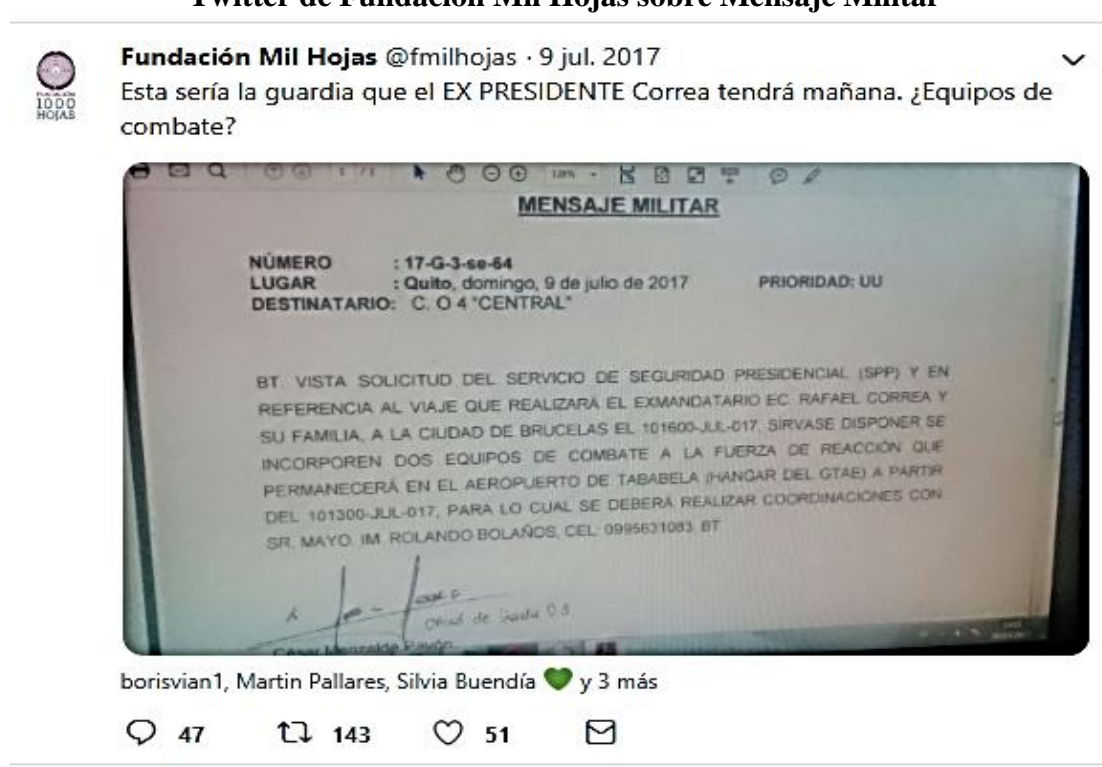 Twitter de Fundación Mil Hojas sobre Mensaje Militar
Fundación Mil Hojas @fmilhojas · 9 jul. 2017
FUNDACIÓN
1000
HOJAS
Esta sería la guardia que el EX PRESIDENTE Correa tendrá mañana. ¿Equipos de
combate?
MENSAJE MILITAR
NÚMERO : 17-G-3-se-64
LUGAR : Quito, domingo, 9 de julio de 2017 PRIORIDAD: UU
DESTINATARIO: C. O 4 "CENTRAL"
BT. VISTA SOLICITUD DEL SERVICIO DE SEGURIDAD PRESIDENCIAL (SPP) Y EN
REFERENCIA AL VIAJE QUE REALIZARA EL EXMANDATARIO EC. RAFAEL CORREA Y
SU FAMILIA, A LA CIUDAD DE BRUCELAS EL 101600-JUL-017, SÍRVASE DISPONER SE
INCORPOREN DOS EQUIPOS DE COMBATE A LA FUERZA DE REACCIÓN QUE
PERMANECERÁ EN EL AEROPUERTO DE TABABELA (HANGAR DEL GTAE) A PARTIR
DEL 101300-JUL-017, PARA LO CUAL SE DEBERÁ REALIZAR COORDINACIONES CON
SR. MAYO. IM. ROLANDO BOLAÑOS, CEL: 0995631083. BT
de
César
borisvian1, Martin Pallares, Silvia Buendía 💚 y 3 más
47 143 51